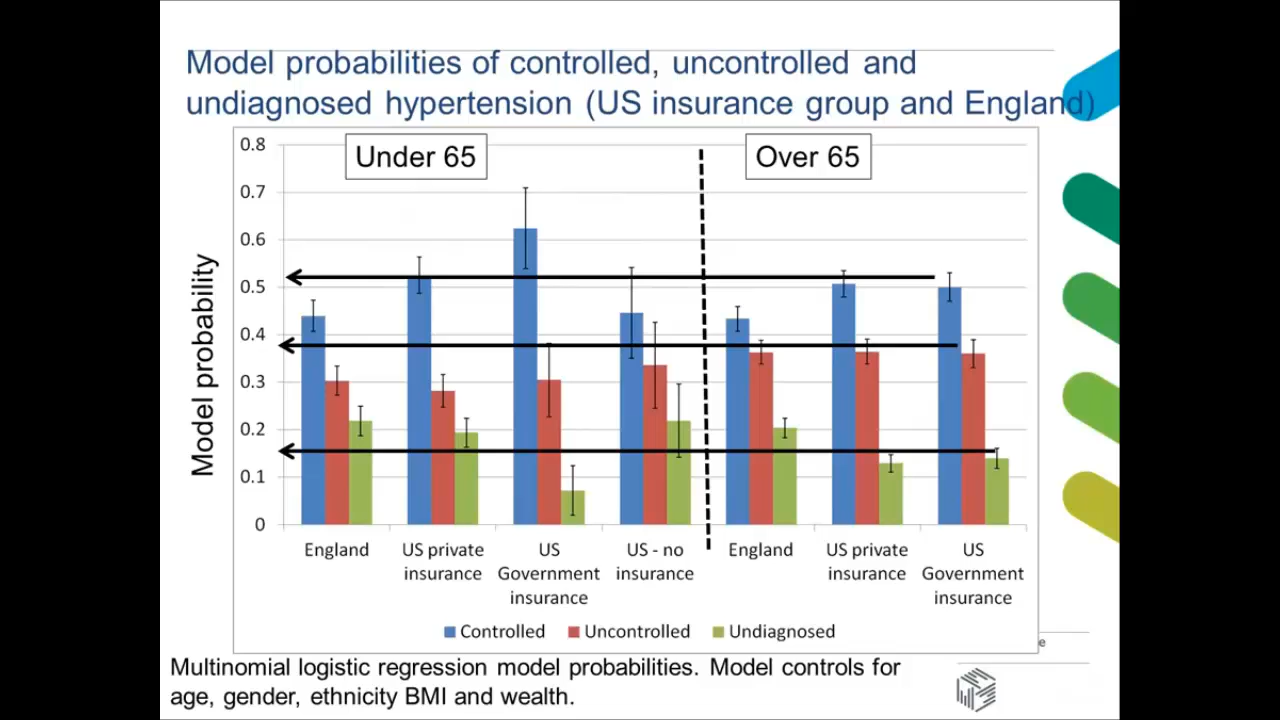 Model probabilities of controlled, uncontrolled and
undiagnosed hypertension (US insurance group and England)
Under 65
Over 65
Model probability
0.8
0.7
0.6
0.5
0.4
0.3
0.2
0.1
0
England
US private
insurance
US
Government
insurance
US - no
insurance
England
US private
insurance
US
Government
insurance
Controlled
Uncontrolled
Undiagnosed
e
Multinomial logistic regression model probabilities. Model controls for
age, gender, ethnicity BMI and wealth.